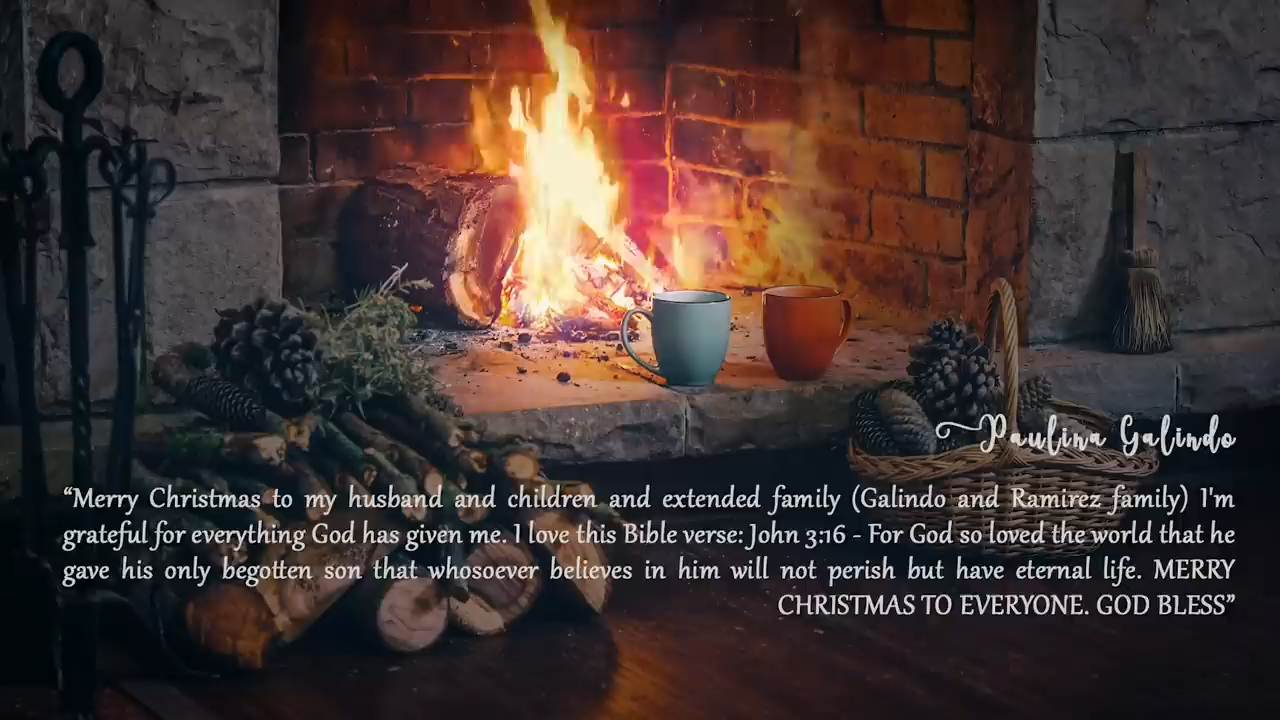 Paulina Galindo
“Merry Christmas to my husband and children and extended family (Galindo and Ramirez family) I'm
grateful for everything God has given me. I love this Bible verse: John 3:16 - For God so loved the world that he
gave his only begotten son that whosoever believes in him will not perish but have eternal life. MERRY
CHRISTMAS TO EVERYONE. GOD BLESS”